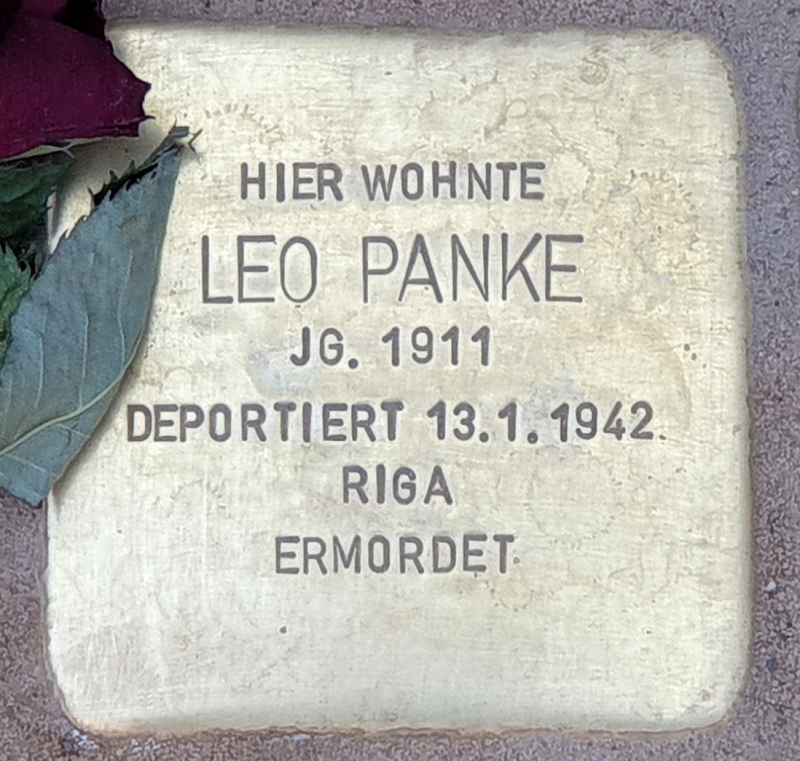 HIER WOHNTE
LEO PANKE
JG. 1911
DEPORTIERT 13.1.1942
RIGA
ERMORDET